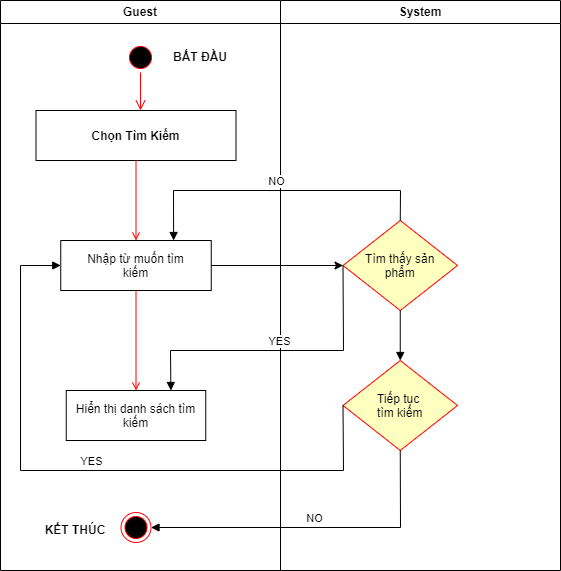 Guest
System
BẤT ĐẦU
Chọn Tìm Kiếm
NO
Nhập từ muốn tìm
kiếm
Tìm thấy sản
phẩm
YES
Hiển thị danh sách tìm
kiếm
Tiếp tục
tìm kiếm
YES
NO
KẾT THÚC